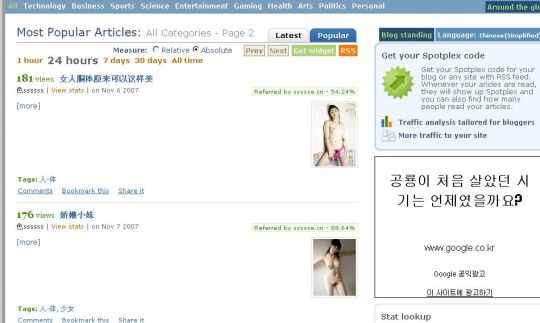 All Technology Business Sports Science Entertainment Gaming Health Arts Politics Personal
Around the glo
Most Popular Articles: All Categories - Page 2
Latest Popular
Measure: Relative Absolute Prev Next Get widget RSS
1 hour 24 hours 7 days 30 days All time
181 views 女人胴体原来可以这样美
色ssssss | View stats | on Nov 6 2007
Referred by ssssse.cn - 94.24%
[more]
Tags: 人-体
Comments Bookmark this Share it
176 views 娇嫩小妹
色ssssss | View stats | on Nov 7 2007
Referred by ssssse.cn - 88.64%
[more]
Tags: 人-体, 少女
Comments Bookmark this Share it
Blog standing Language: Chinese(Simplified)
Get your Spotplex code
Get your Spotplex code for your
blog or any site with RSS feed.
Whenever your aricles are read,
they will show up Spotplex and
you can also find how many
people read your articles.
Traffic analysis tailored for bloggers
More traffic to your site
공룡이 처음 살았던 시
기는 언제였을까요?
www.google.co.kr
Google 공익광고
이 사이트에 광고하기
Stat lookup